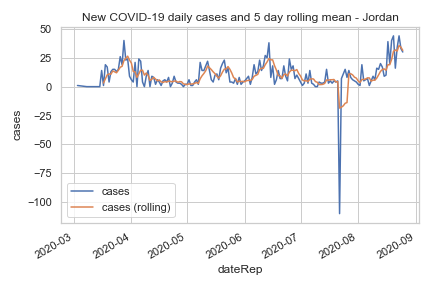 New COVID-19 daily cases and 5 day rolling mean - Jordan
50
25
0
−25
−50
−75
−100
cases
cases
cases (rolling)
2020-03
2020-04
2020-05
2020-06
2020-07
2020-08
2020-09
dateRep